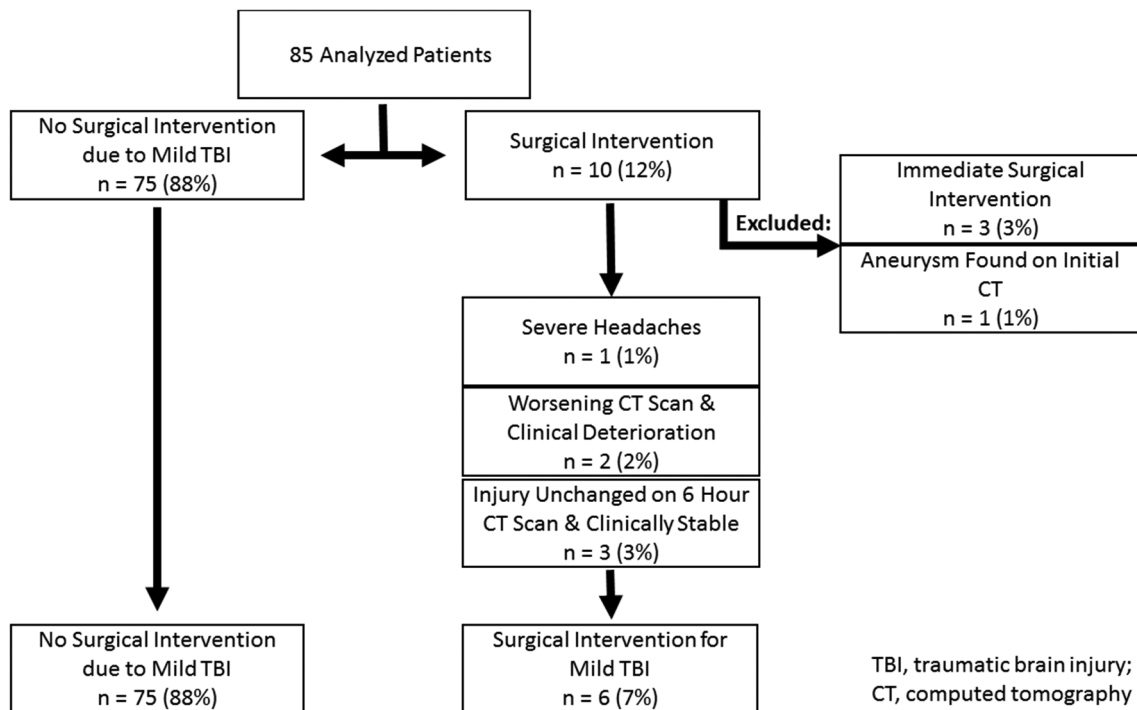 85 Analyzed Patients
No Surgical Intervention
due to Mild TBI
n = 75 (88%)
Surgical Intervention
n = 10 (12%)
Excluded:
Immediate Surgical
Intervention
n = 3 (3%)
Aneurysm Found on Initial
CT
n = 1 (1%)
Severe Headaches
n = 1 (1%)
Worsening CT Scan &
Clinical Deterioration
n = 2 (2%)
Injury Unchanged on 6 Hour
CT Scan & Clinically Stable
n = 3 (3%)
No Surgical Intervention
due to Mild TBI
n = 75 (88%)
Surgical Intervention for
Mild TBI
n = 6 (7%)
TBI, traumatic brain injury;
CT, computed tomography